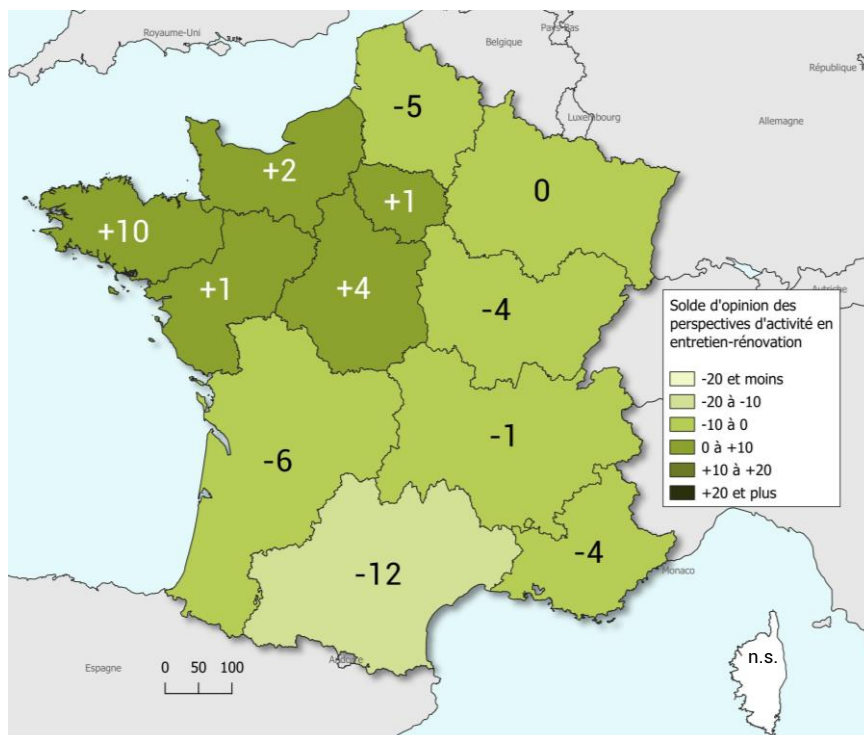 Royaume-Uni
Pays-Bas
Belgique
République
Luxembourg
Allemagne
-5
+2
+1
0
+10
+1
+4
-4
Autriche
Solde d'opinion des
perspectives d'activité en
entretien-rénovation
-20 et moins
-20 à -10
-10 à 0
0 à +10
+10 à +20
+20 et plus
-1
-6
-4
-12
Monaco
Andorre
Espagne
0 50 100
n.s.